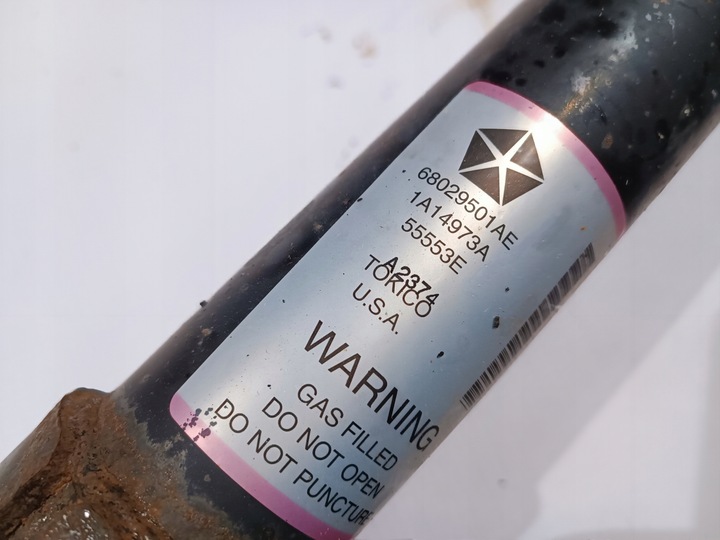 68029501AE
1A14973A
55553E
A2374
TOKICO
U.S.A.
WARNING
GAS FILLED
DO NOT OPEN
DO NOT PUNCTURE